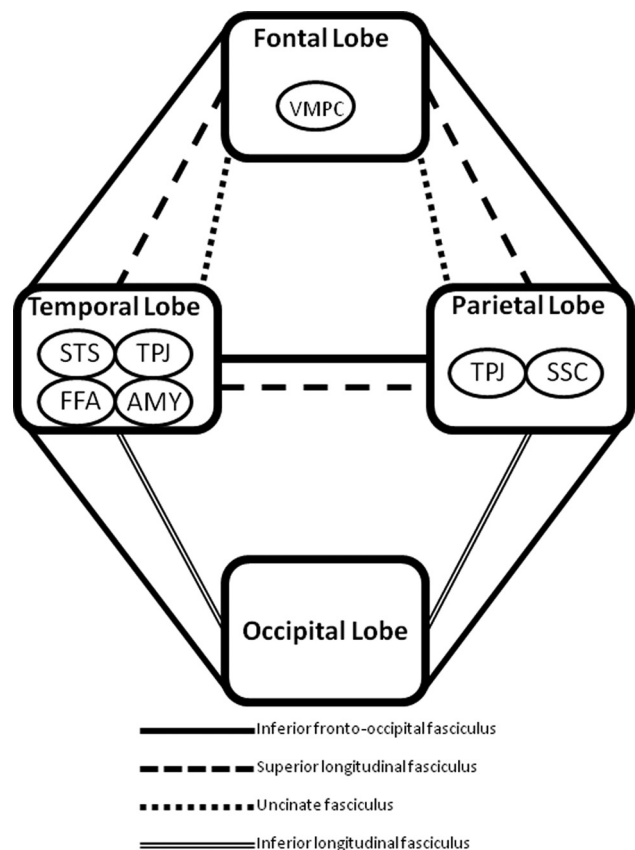 Fontal Lobe
VMPC
Temporal Lobe
STS TPJ
FFA AMY
Parietal Lobe
TPJ SSC
Occipital Lobe
Inferior fronto-occipital fasciculus
Superior longitudinal fasciculus
Uncinate fasciculus
Inferior longitudinal fasciculus